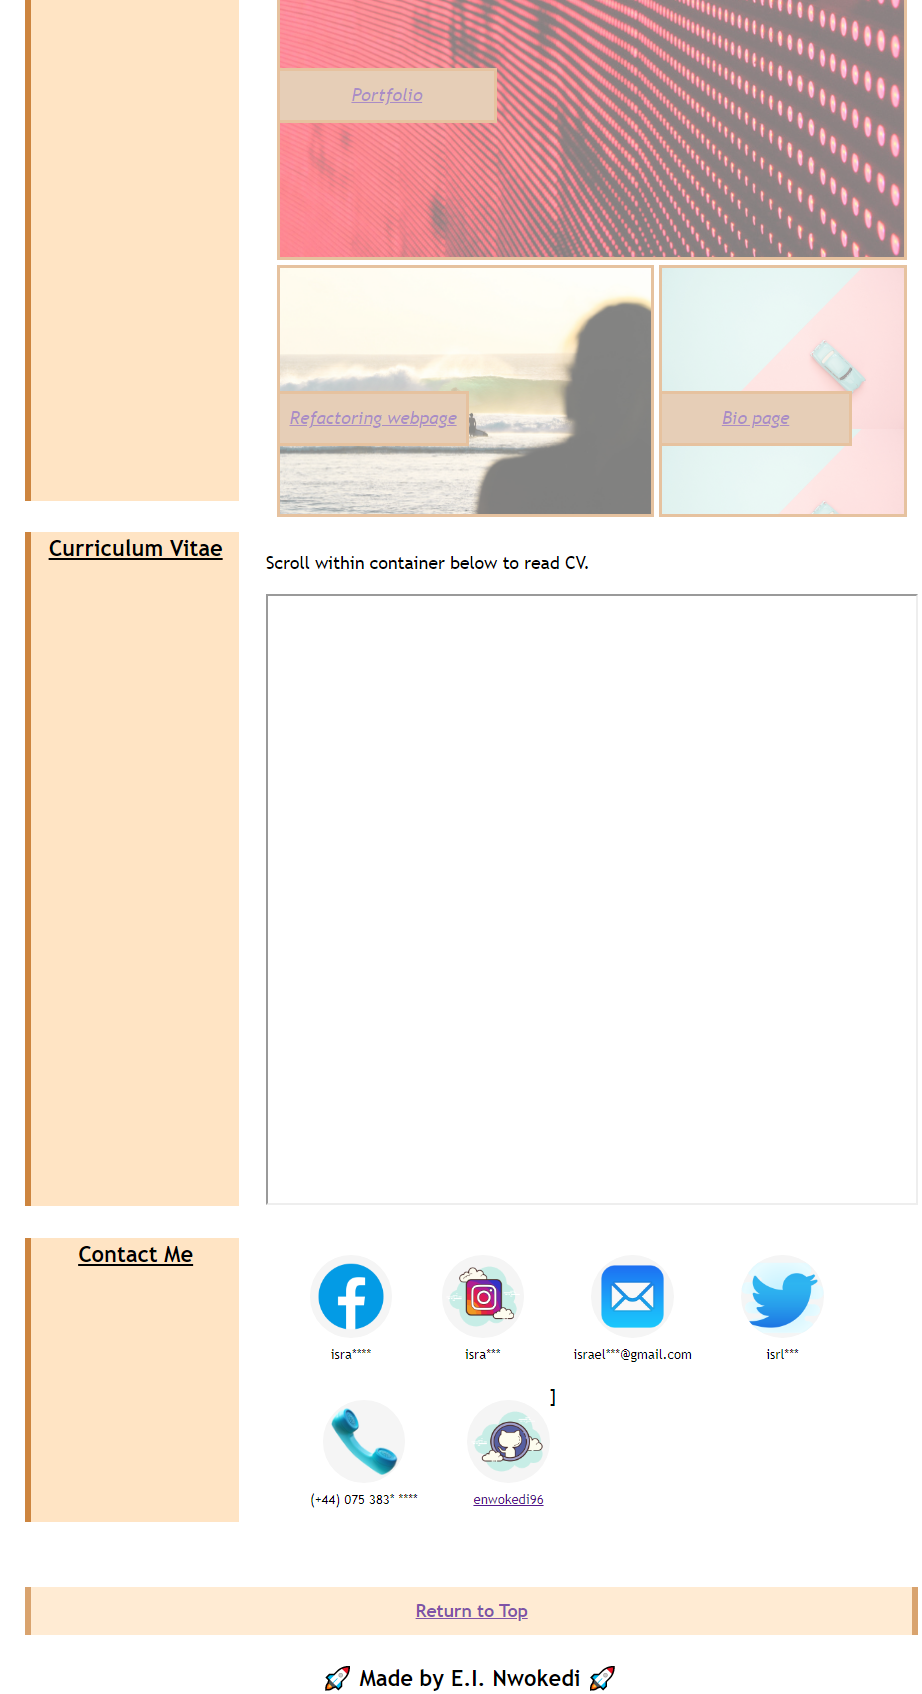 Portfolio
Refactoring webpage
Bio page
Curriculum Vitae
Scroll within container below to read CV.
Contact Me
isra****
isra***
israel***@gmail.com
isrl***
]
(+44) 075 383* ****
enwokedi96
Return to Top
🚀 Made by E.I. Nwokedi 🚀